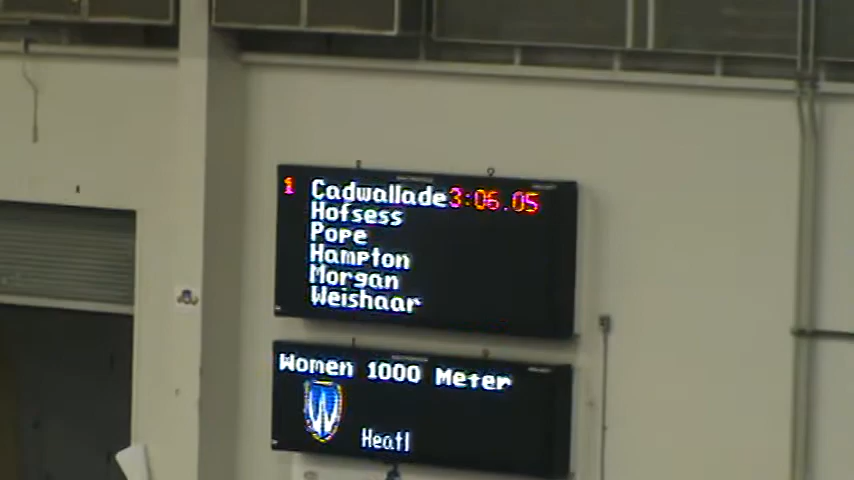 1 Cadwallade 3:06.05
Hofsess
Pope
Hampton
Morgan
Weishaar
Women 1000 Meter
W
Heat1